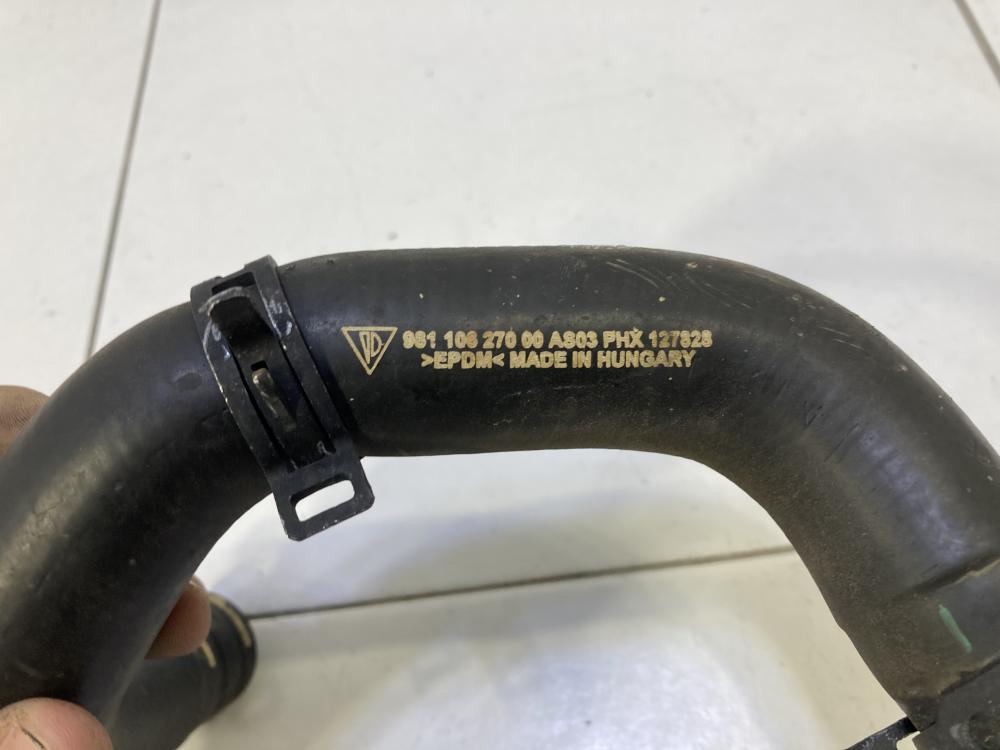 981 106 270 00 AS03 PHX 127828
>EPDM< MADE IN HUNGARY